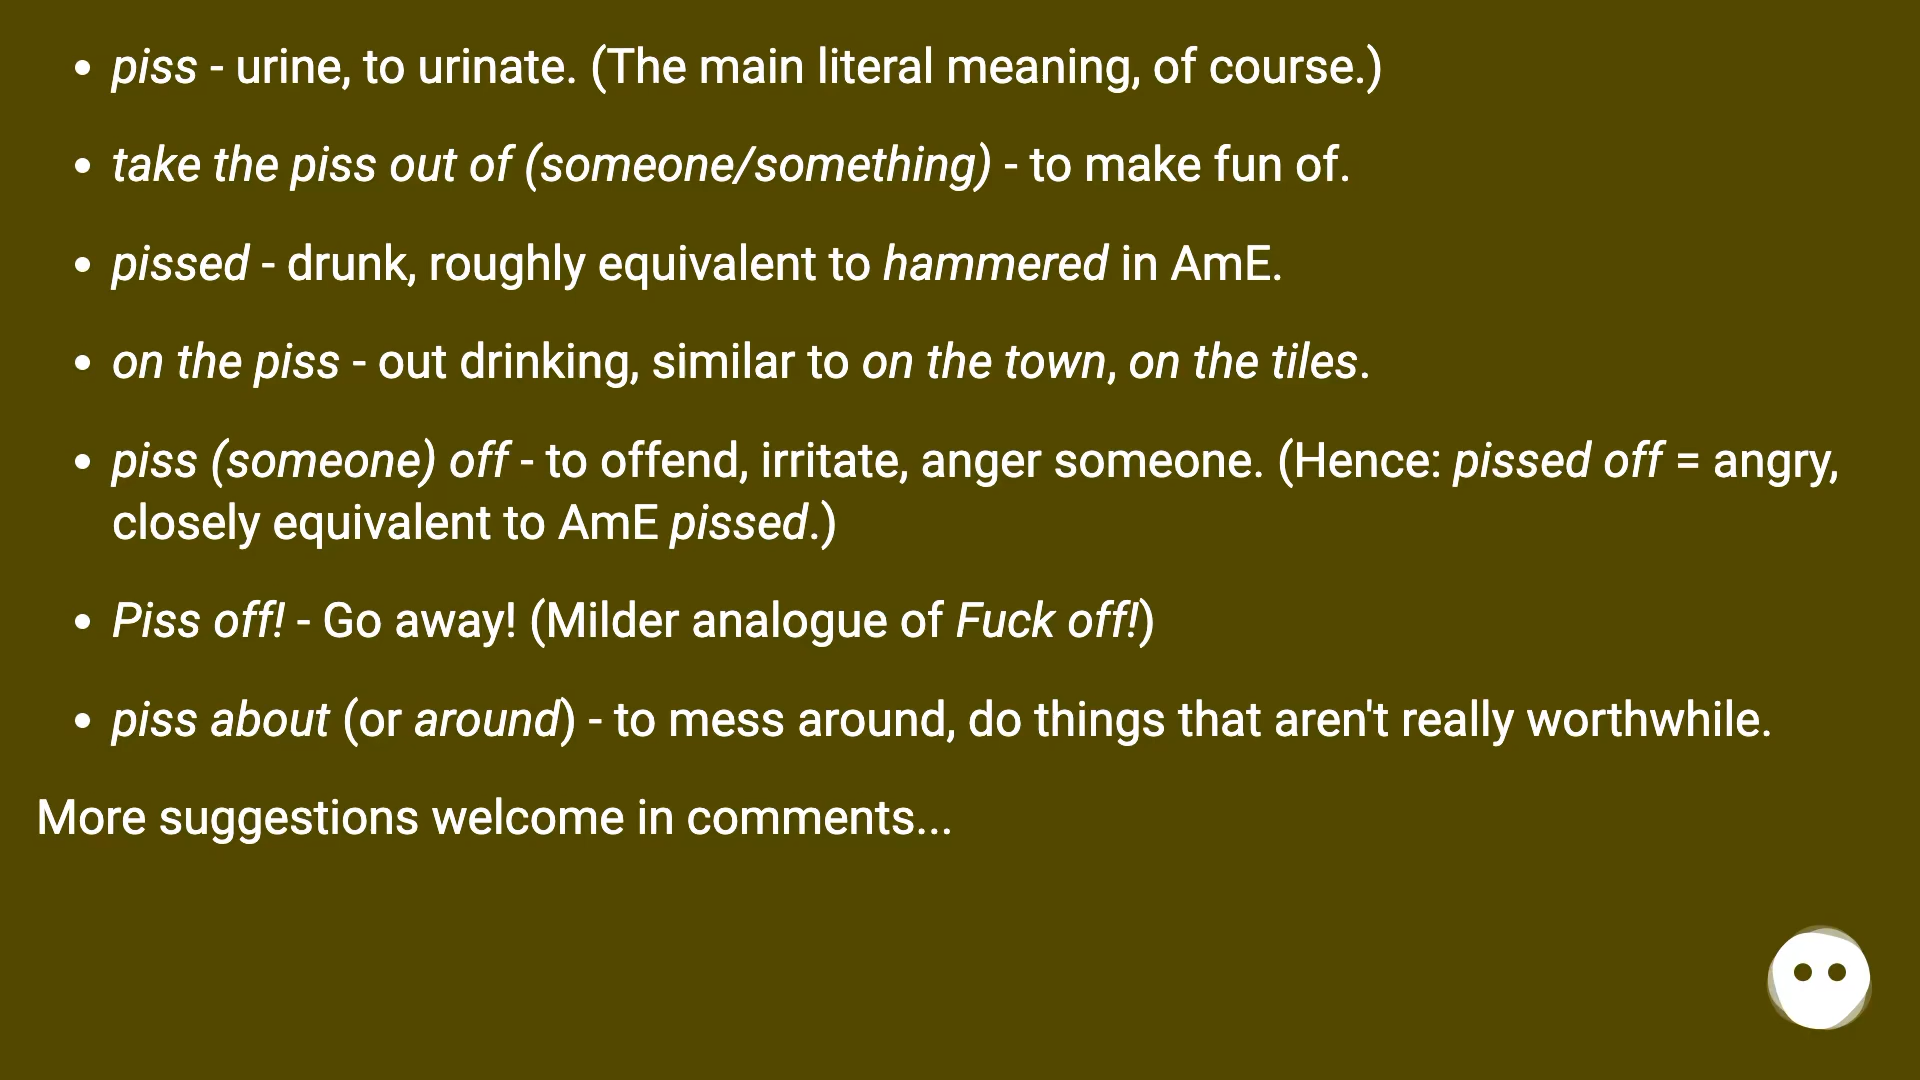 • piss - urine, to urinate. (The main literal meaning, of course.)
• take the piss out of (someone/something) - to make fun of.
• pissed - drunk, roughly equivalent to hammered in AmE.
• on the piss - out drinking, similar to on the town, on the tiles.
• piss (someone) off - to offend, irritate, anger someone. (Hence: pissed off = angry,
closely equivalent to AmE pissed.)
• Piss off! - Go away! (Milder analogue of Fuck off!)
• piss about (or around) - to mess around, do things that aren't really worthwhile.
More suggestions welcome in comments...